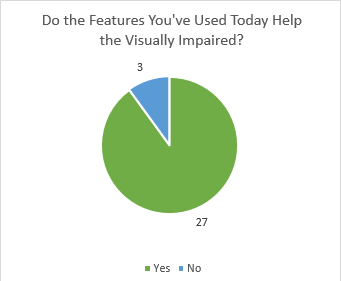 Do the Features You've Used Today Help
the Visually Impaired?
3
27
Yes No